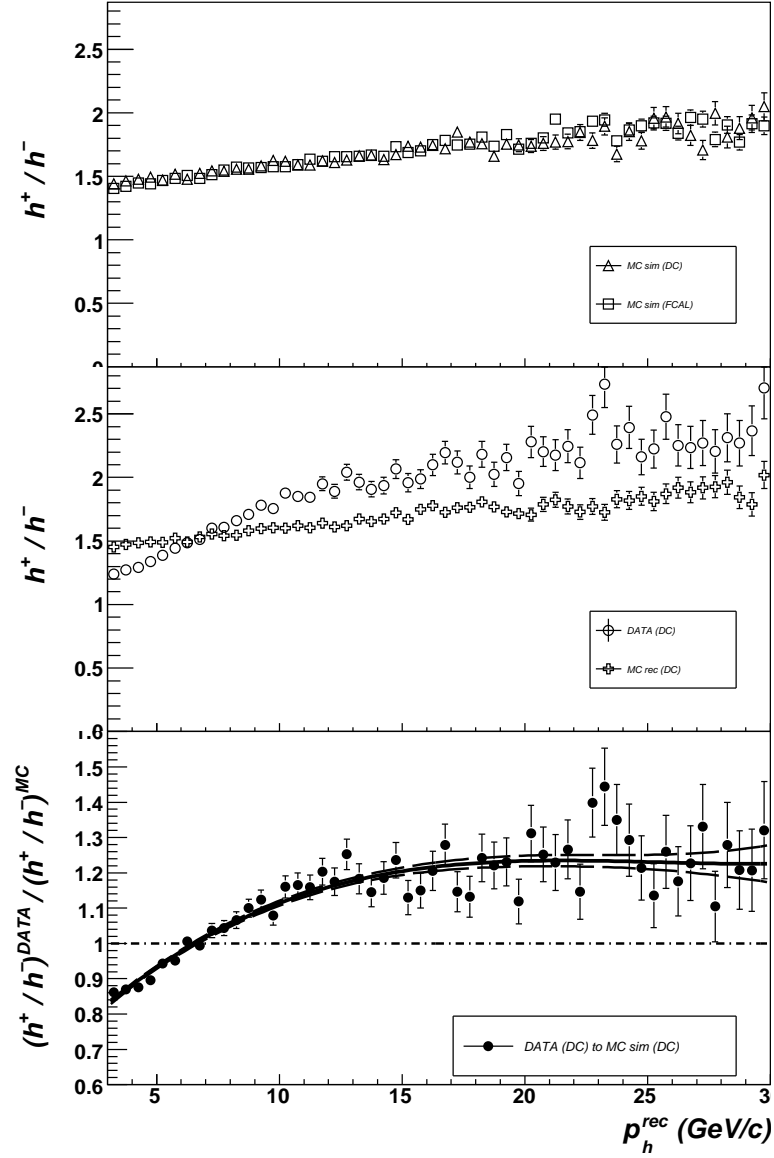 2.5
2
1.5
1
0.5
h⁺ / h⁻
MC sim (DC)
MC sim (FCAL)
2.5
2
1.5
1
h⁺ / h⁻
DATA (DC)
MC rec (DC)
1.5
1.4
1.3
1.2
1.1
1
0.9
0.8
0.7
0.6
(h⁺ / h⁻)ᴰᴬᵀᴬ / (h⁺ / h⁻)ᴹᶜ
DATA (DC) to MC sim (DC)
5 10 15 20 25
p_h^rec (GeV/c)